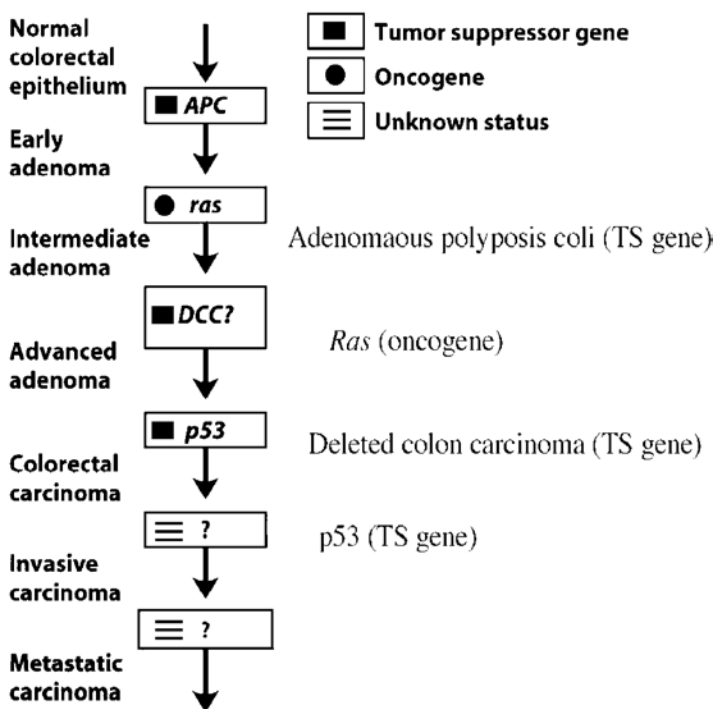 Normal
colorectal
epithelium
Tumor suppressor gene
Oncogene
Unknown status
APC
Early
adenoma
ras
Intermediate
adenoma
Adenomaous polyposis coli (TS gene)
DCC?
Ras (oncogene)
Advanced
adenoma
p53
Deleted colon carcinoma (TS gene)
Colorectal
carcinoma
?
p53 (TS gene)
Invasive
carcinoma
?
Metastatic
carcinoma